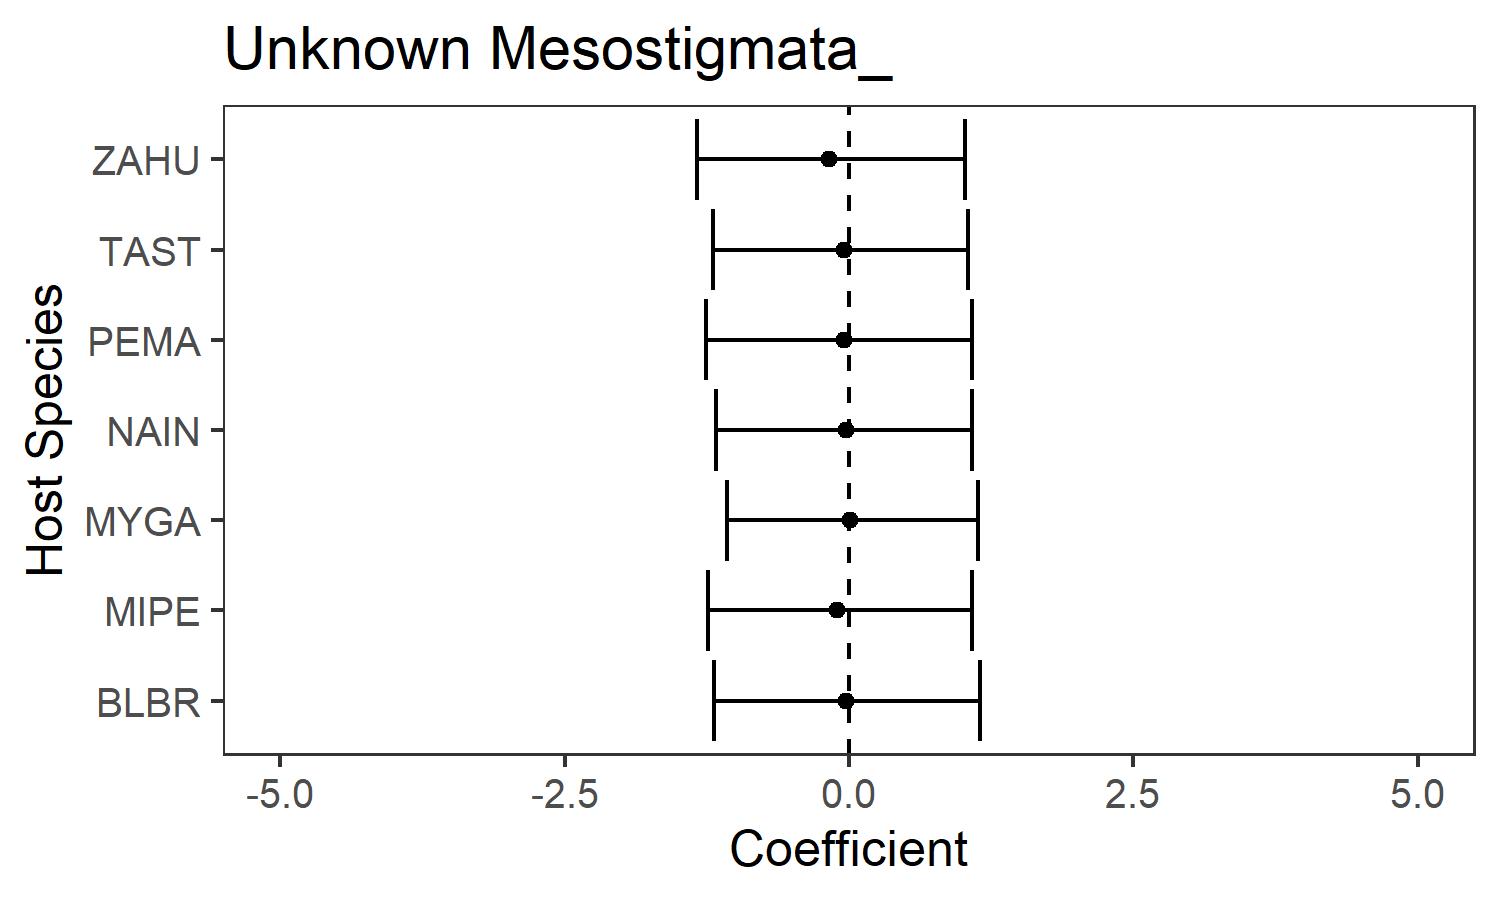 Unknown Mesostigmata_
Host Species
ZAHU
TAST
PEMA
NAIN
MYGA
MIPE
BLBR
-5.0 -2.5 0.0 2.5 5.0
Coefficient